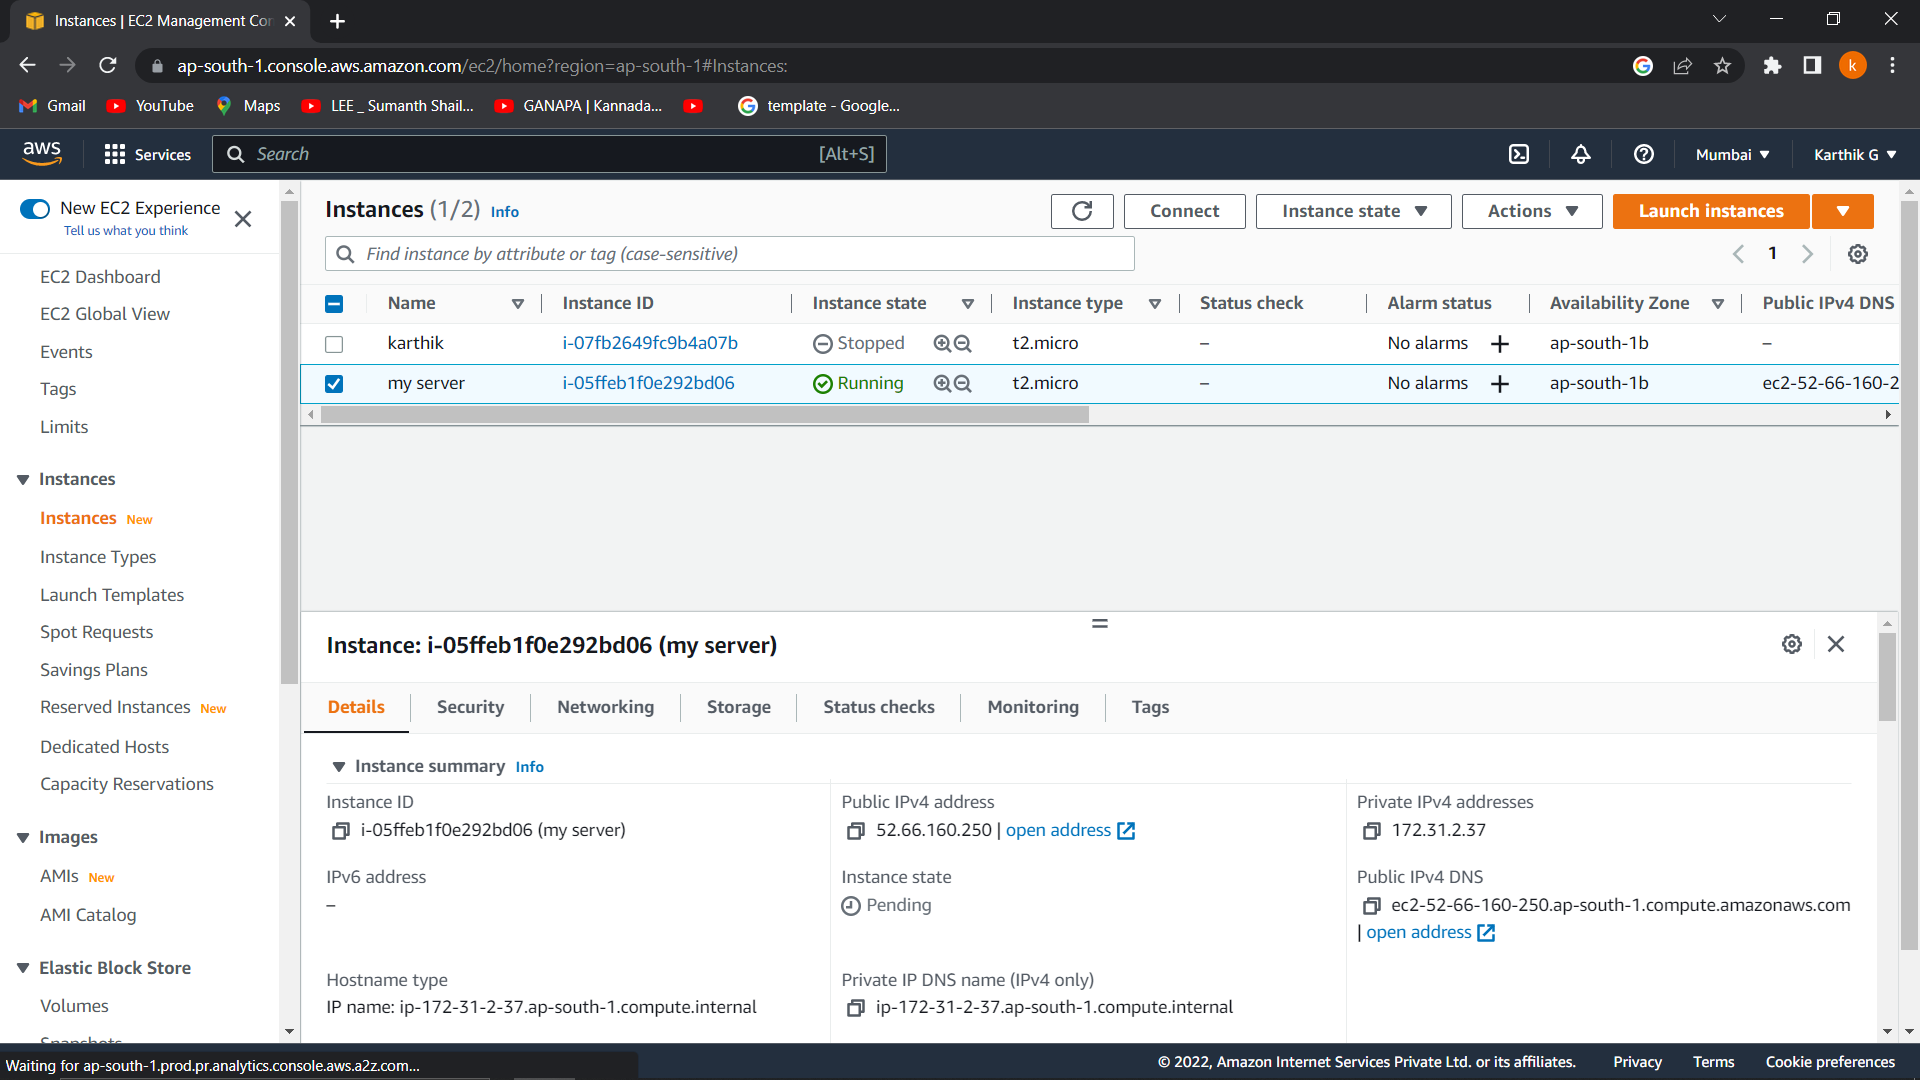 Instances | EC2 Management Con
ap-south-1.console.aws.amazon.com/ec2/home?region=ap-south-1#Instances:
k
Gmail YouTube Maps LEE _ Sumanth Shail... GANAPA | Kannada... template - Google...
aws Services Search [Alt+S] Mumbai Karthik G
New EC2 Experience
Tell us what you think
EC2 Dashboard
EC2 Global View
Events
Tags
Limits
Instances
Instances New
Instance Types
Launch Templates
Spot Requests
Savings Plans
Reserved Instances New
Dedicated Hosts
Capacity Reservations
Images
AMIs New
AMI Catalog
Elastic Block Store
Volumes
Snapshots
Instances (1/2) Info
Connect Instance state Actions Launch instances
Find instance by attribute or tag (case-sensitive)
1
Name Instance ID Instance state Instance type Status check Alarm status Availability Zone Public IPv4 DNS
karthik i-07fb2649fc9b4a07b Stopped t2.micro – No alarms + ap-south-1b –
my server i-05ffeb1f0e292bd06 Running t2.micro – No alarms + ap-south-1b ec2-52-66-160-2
Instance: i-05ffeb1f0e292bd06 (my server)
Details Security Networking Storage Status checks Monitoring Tags
Instance summary Info
Instance ID
i-05ffeb1f0e292bd06 (my server)
Public IPv4 address
52.66.160.250 | open address
Private IPv4 addresses
172.31.2.37
IPv6 address
–
Instance state
Pending
Public IPv4 DNS
ec2-52-66-160-250.ap-south-1.compute.amazonaws.com
| open address
Hostname type
IP name: ip-172-31-2-37.ap-south-1.compute.internal
Private IP DNS name (IPv4 only)
ip-172-31-2-37.ap-south-1.compute.internal
Waiting for ap-south-1.prod.pr.analytics.console.aws.a2z.com...
© 2022, Amazon Internet Services Private Ltd. or its affiliates. Privacy Terms Cookie preferences